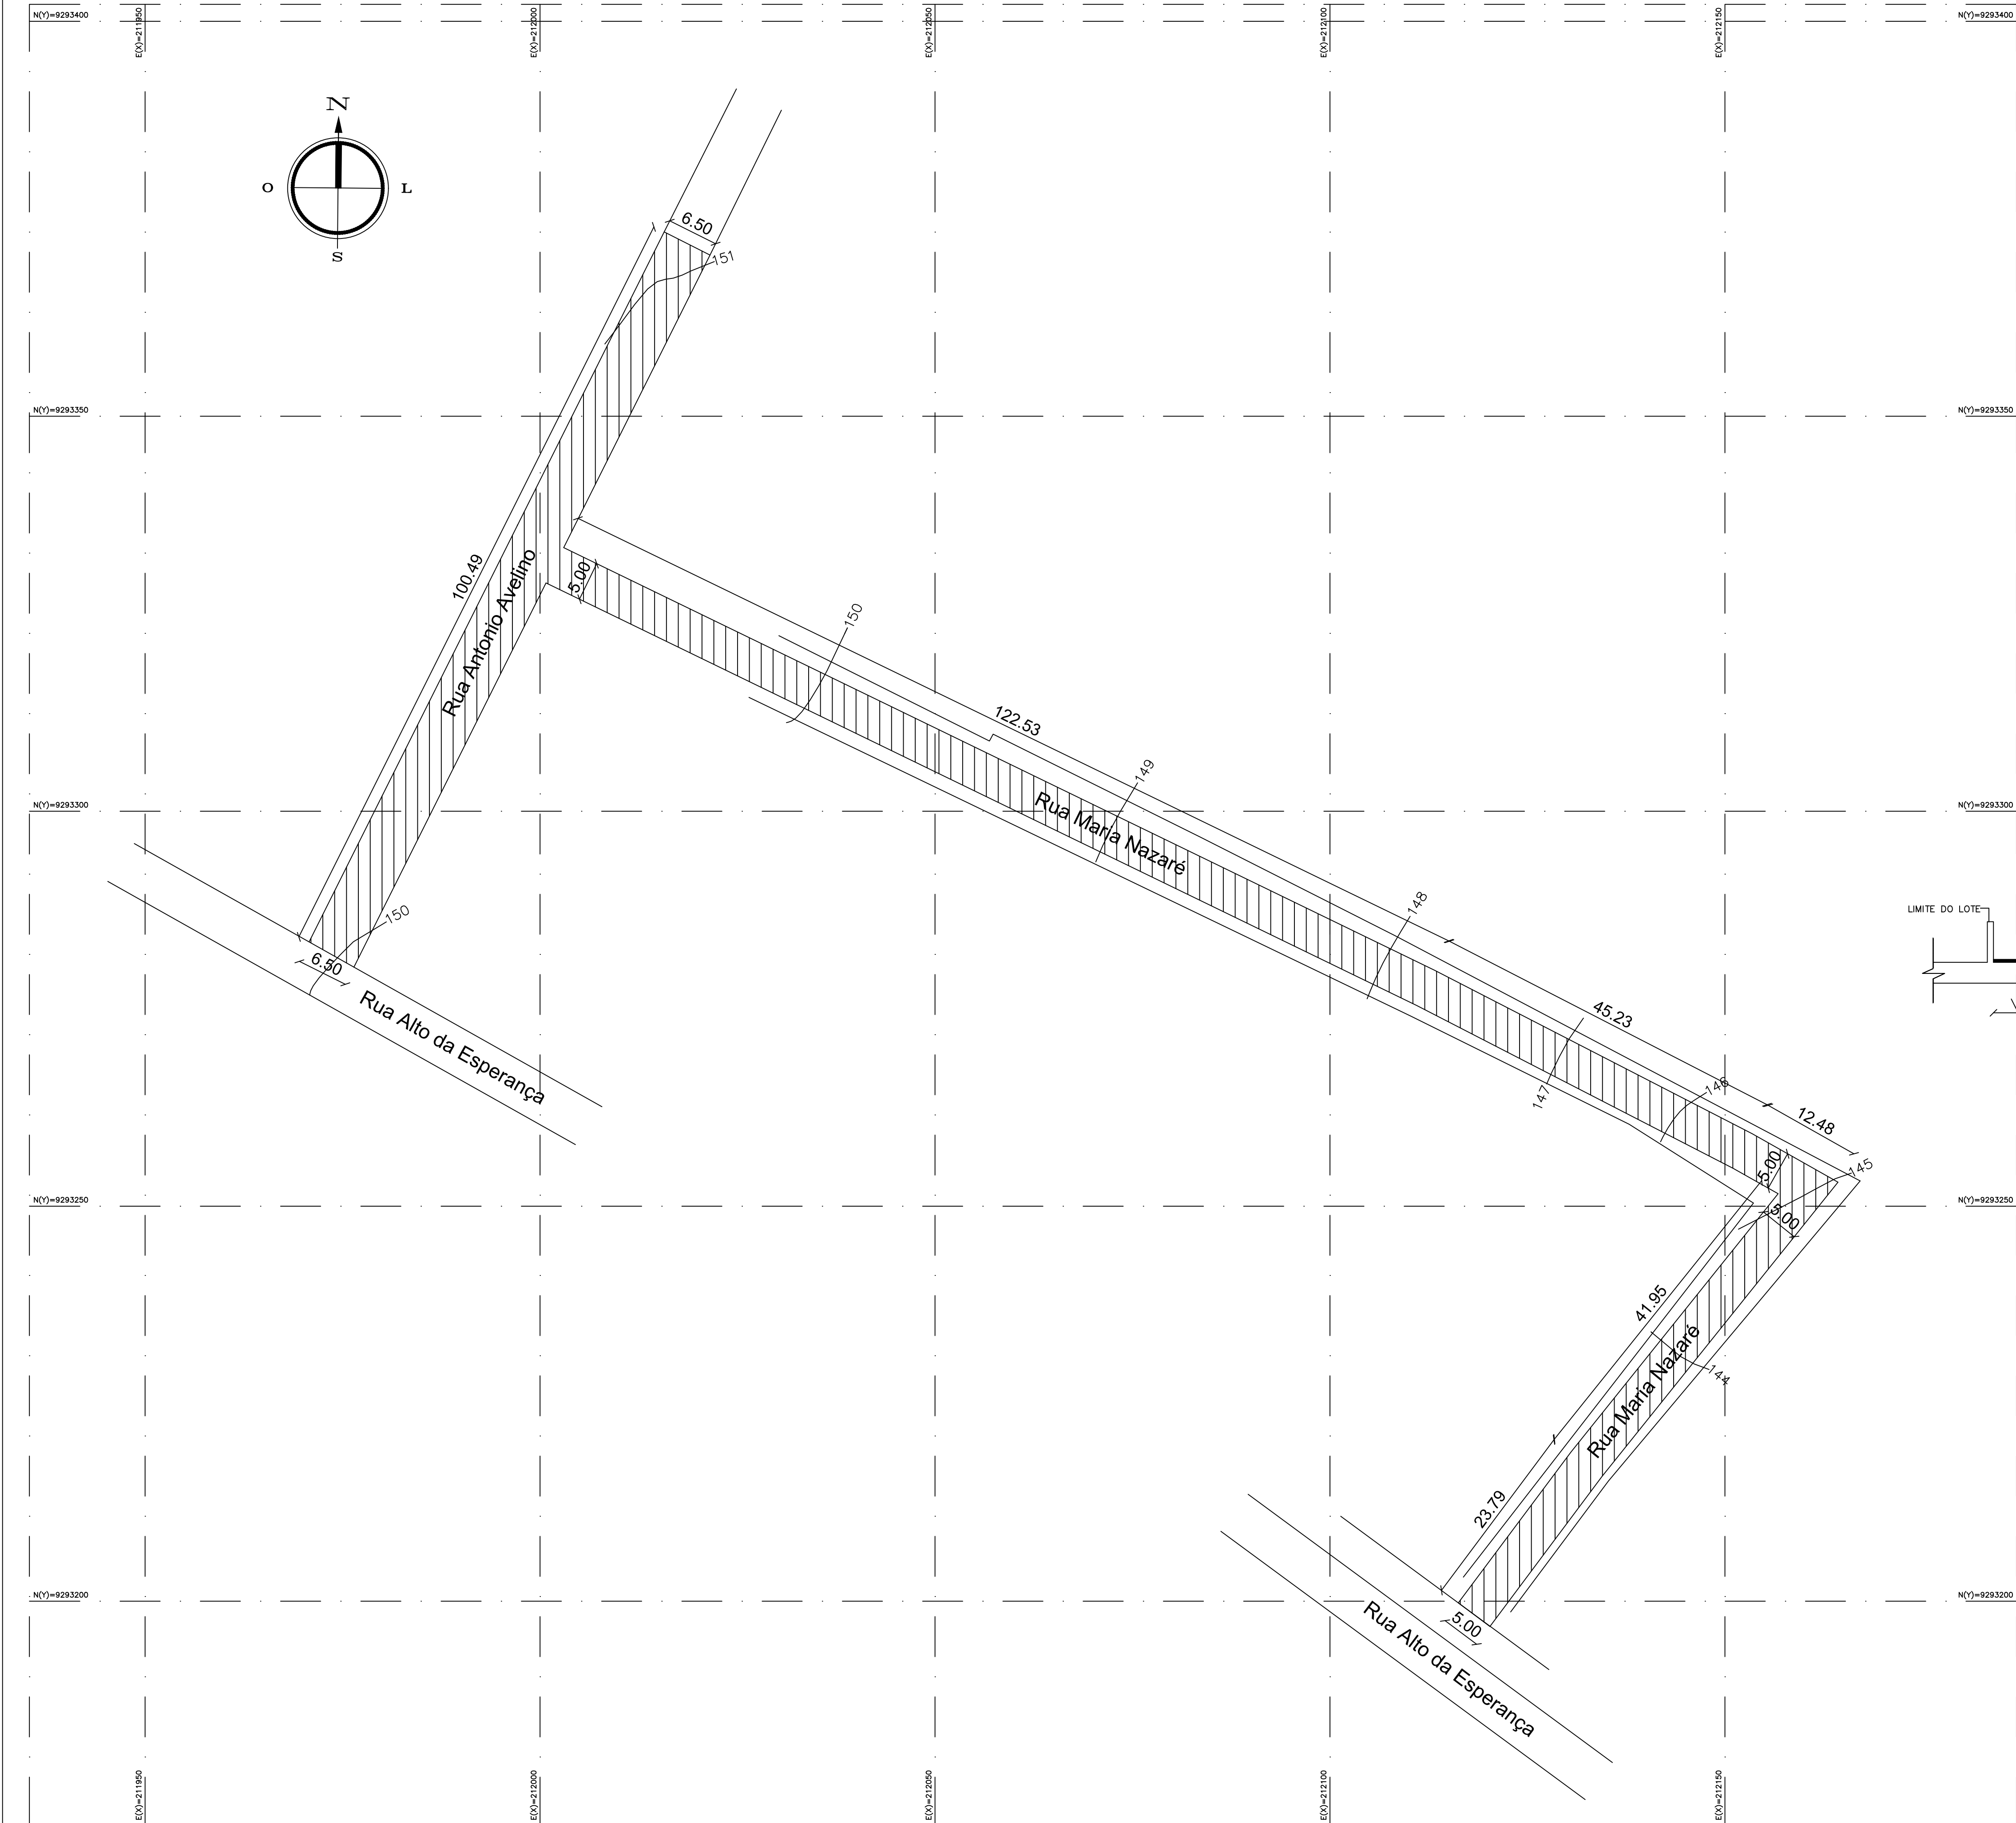 N(Y)=9293400
E(X)=211950
E(X)=212000
E(X)=212050
E(X)=212100
E(X)=212150
N(Y)=9293400
N
O
L
S
6.50
151
N(Y)=9293350
N(Y)=9293350
100.49
Rua Antonio Avelino
5.00
150
122.53
149
Rua Maria Nazaré
N(Y)=9293300
N(Y)=9293300
148
LIMITE DO LOTE
150
6.50
Rua Alto da Esperança
45.23
147
146
12.48
5.00
145
5.00
N(Y)=9293250
N(Y)=9293250
41.95
Rua Maria Nazaré
144
23.79
N(Y)=9293200
N(Y)=9293200
5.00
Rua Alto da Esperança
E(X)=211950
E(X)=212000
E(X)=212050
E(X)=212100
E(X)=212150